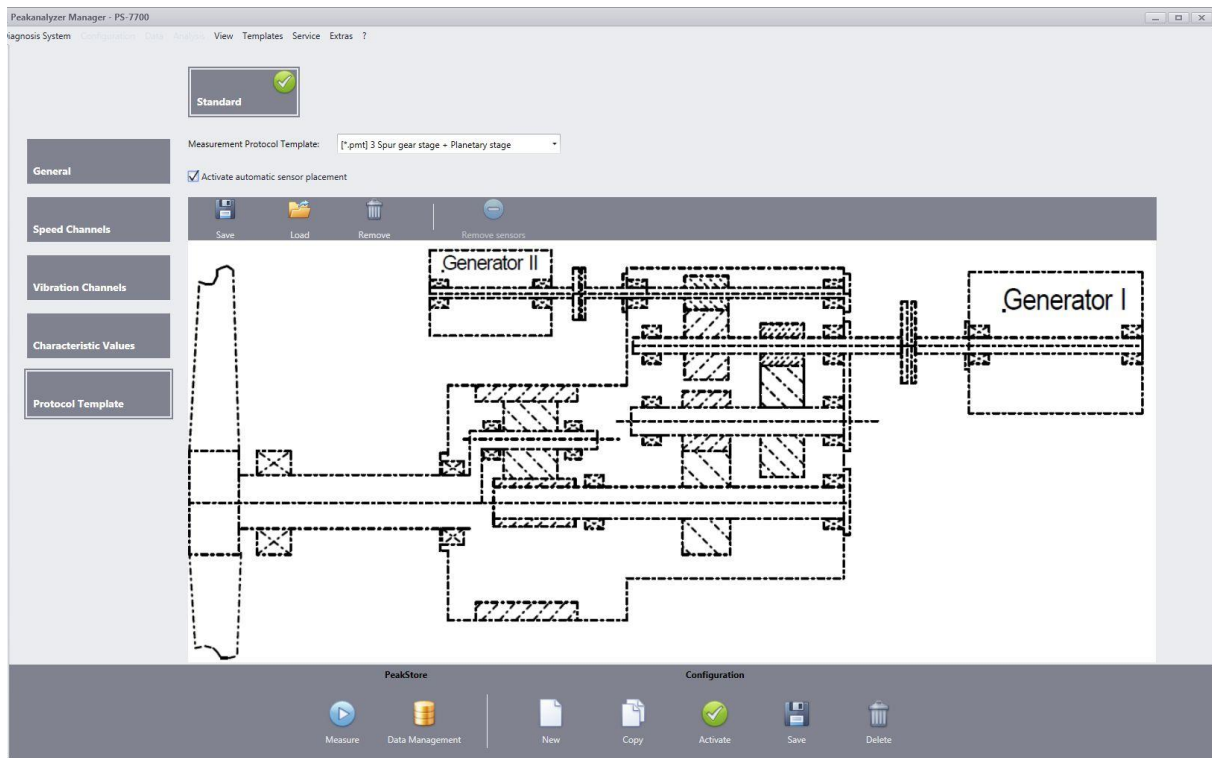 Peakanalyzer Manager - PS-7700
Diagnosis System Configuration Data Analysis View Templates Service Extras ?
Standard
Measurement Protocol Template: [*.pmt] 3 Spur gear stage + Planetary stage
Activate automatic sensor placement
General
Speed Channels
Vibration Channels
Characteristic Values
Protocol Template
Save Load Remove Remove sensors
Generator II
Generator I
PeakStore Configuration
Measure Data Management New Copy Activate Save Delete